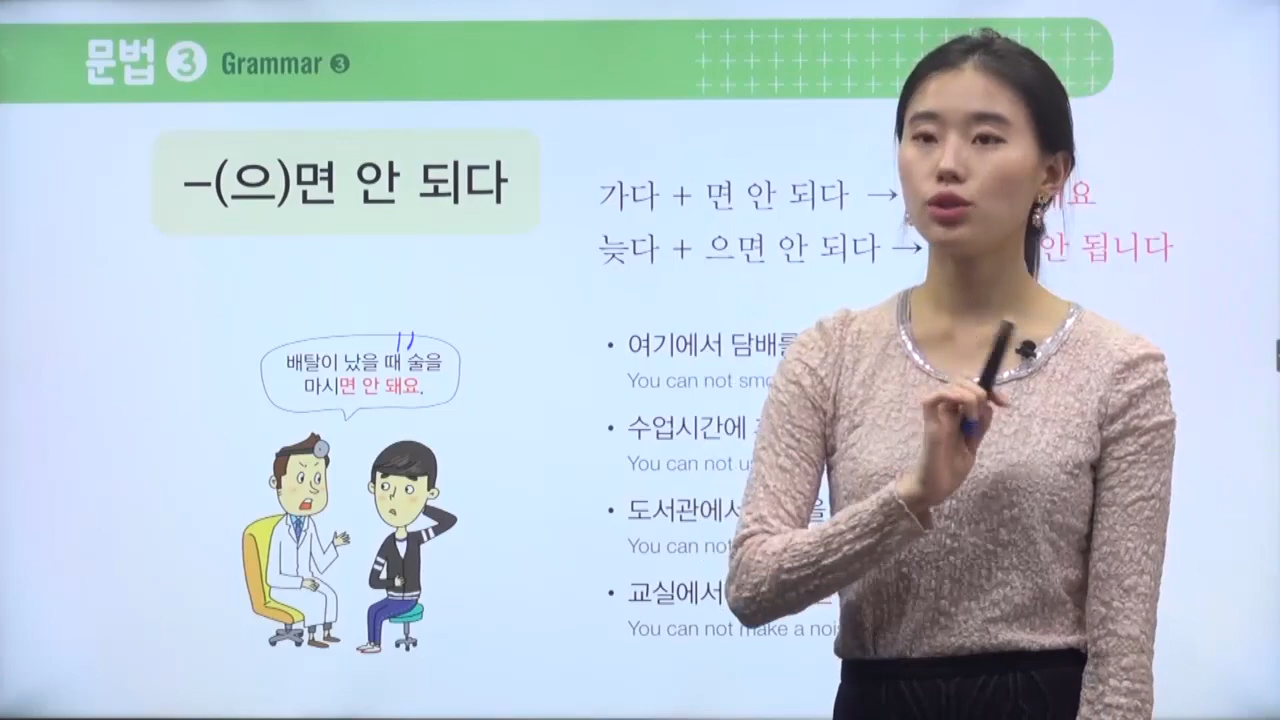 문법 3 Grammar 3
-(으)면 안 되다
가다 + 면 안 되다 →
늦다 + 으면 안 되다 → 안 됩니다
배탈이 났을 때 술을
마시면 안 돼요.
• 여기에서 담배를
You can not
• 수업시간에
You can not
• 도서관에서
You can not
• 교실에서
You can not make a